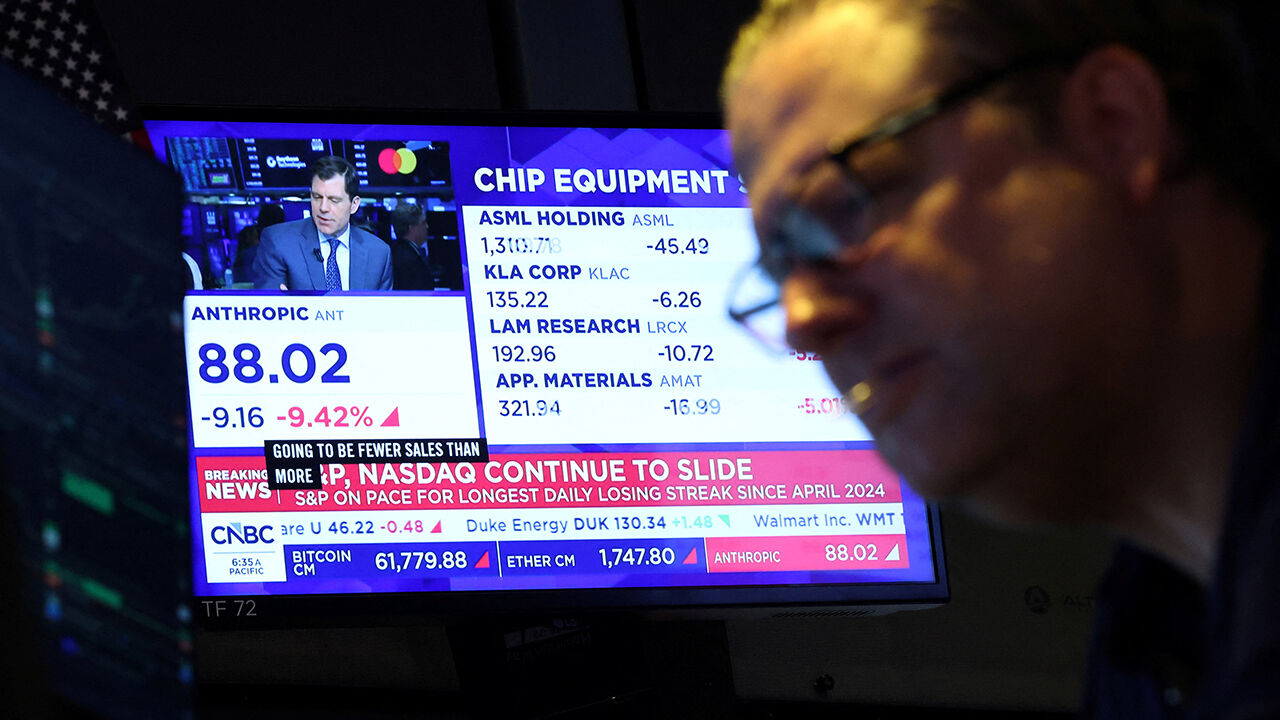 CHIP EQUIPMENT
ASML HOLDING ASML
-45.49
KLA CORP KLAC
135.22 -6.26
LAM RESEARCH LRCX
192.96 -10.72
APP. MATERIALS AMAT
321.94 -16.99 -5.01%
ANTHROPIC ANT
88.02
-9.16 -9.42%
GOING TO BE FEWER SALES THAN
MORE
BREAKING
NEWS
&P, NASDAQ CONTINUE TO SLIDE
S&P ON PACE FOR LONGEST DAILY LOSING STREAK SINCE APRIL 2024
CNBC
6:35A
PACIFIC
are U 46.22 -0.48 Duke Energy DUK 130.34 +1.48 Walmart Inc. WMT
BITCOIN
CM
61,779.88
ETHER CM 1,747.80
ANTHROPIC 88.02
TF 72